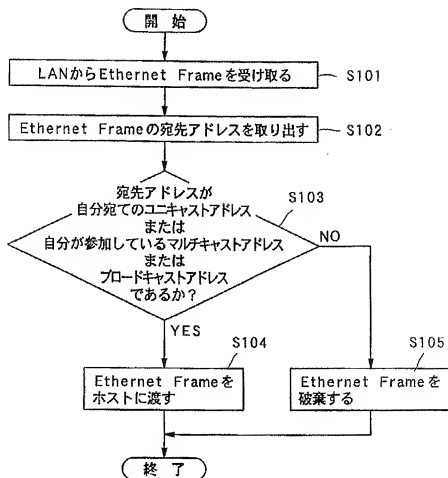 開始
LANからEthernet Frameを受け取る
S101
Ethernet Frameの宛先アドレスを取り出す
S102
宛先アドレスが
自分宛てのユニキャストアドレス
または
自分が参加しているマルチキャストアドレス
または
ブロードキャストアドレス
であるか?
S103
NO
YES
S104
Ethernet Frameを
ホストに渡す
S105
Ethernet Frameを
破棄する
終了